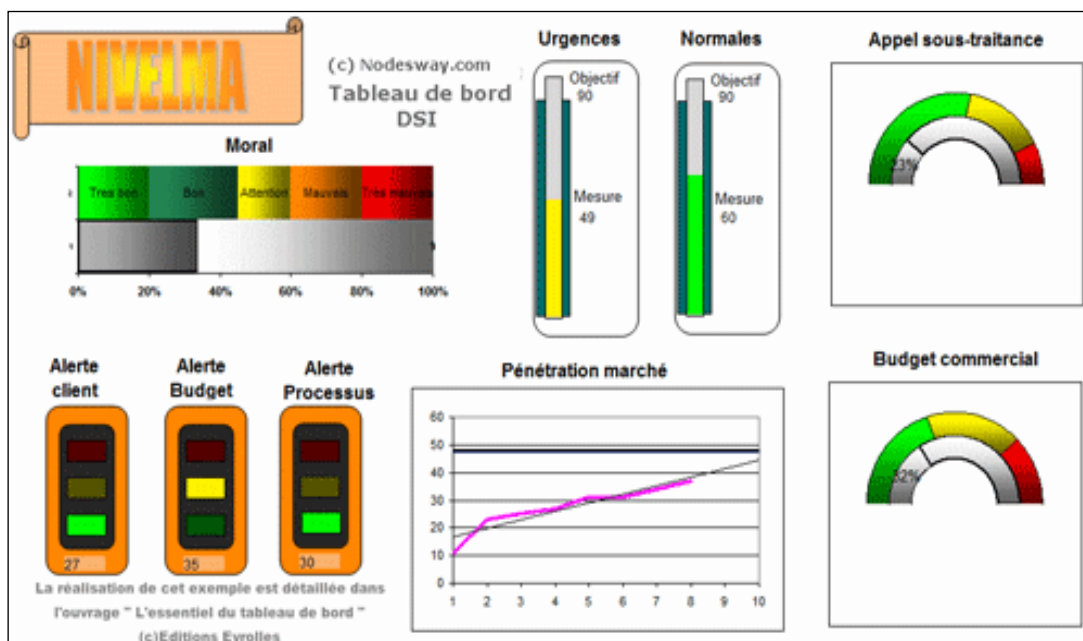 NIVELMA
(c) Nodesway.com
Tableau de bord
DSI
Urgences
Objectif
90
Mesure
49
Normales
Objectif
90
Mesure
60
Appel sous-traitance
23%
Moral
Tres bon Bon Attention Mauvais Tres mauvais
0% 20% 40% 60% 80% 100%
Alerte
client
27
Alerte
Budget
35
Alerte
Processus
30
Pénétration marché
60
50
40
30
20
10
0
1 2 3 4 5 6 7 8 9 10
Budget commercial
32%
La réalisation de cet exemple est détaillée dans
l'ouvrage " L'essentiel du tableau de bord "
(c)Editions Eyrolles